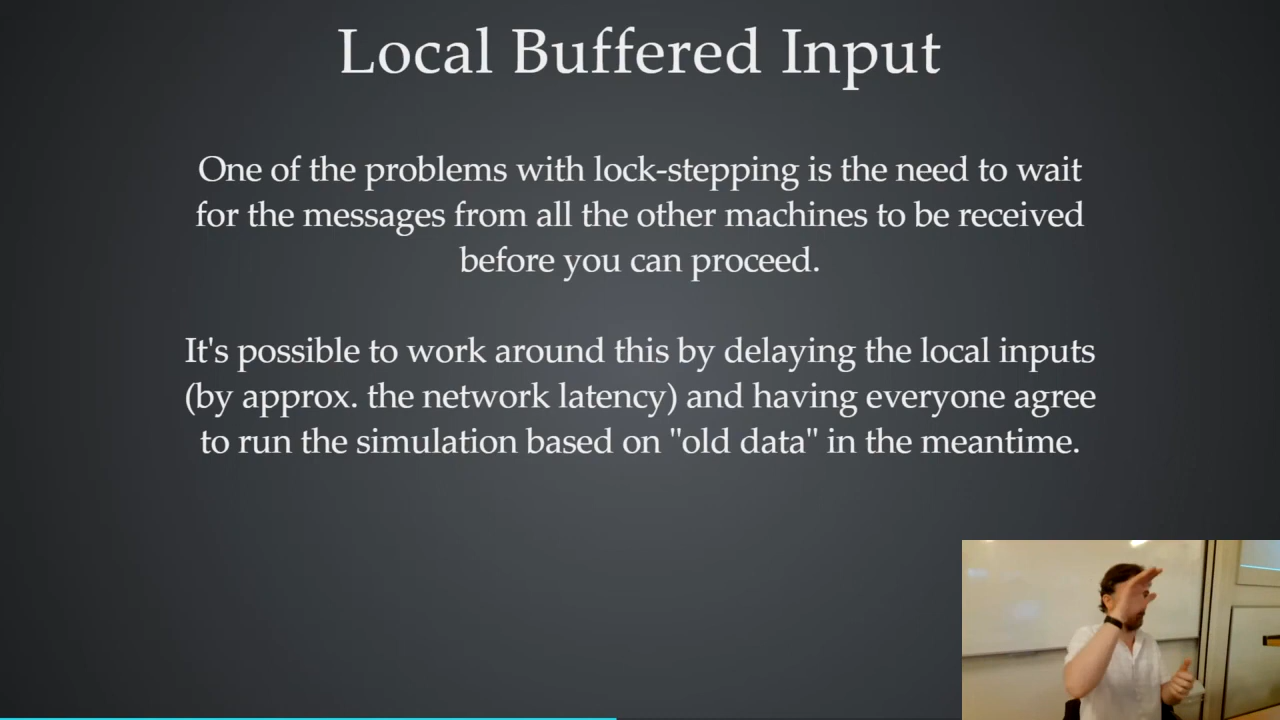 Local Buffered Input
One of the problems with lock-stepping is the need to wait
for the messages from all the other machines to be received
before you can proceed.
It's possible to work around this by delaying the local inputs
(by approx. the network latency) and having everyone agree
to run the simulation based on "old data" in the meantime.